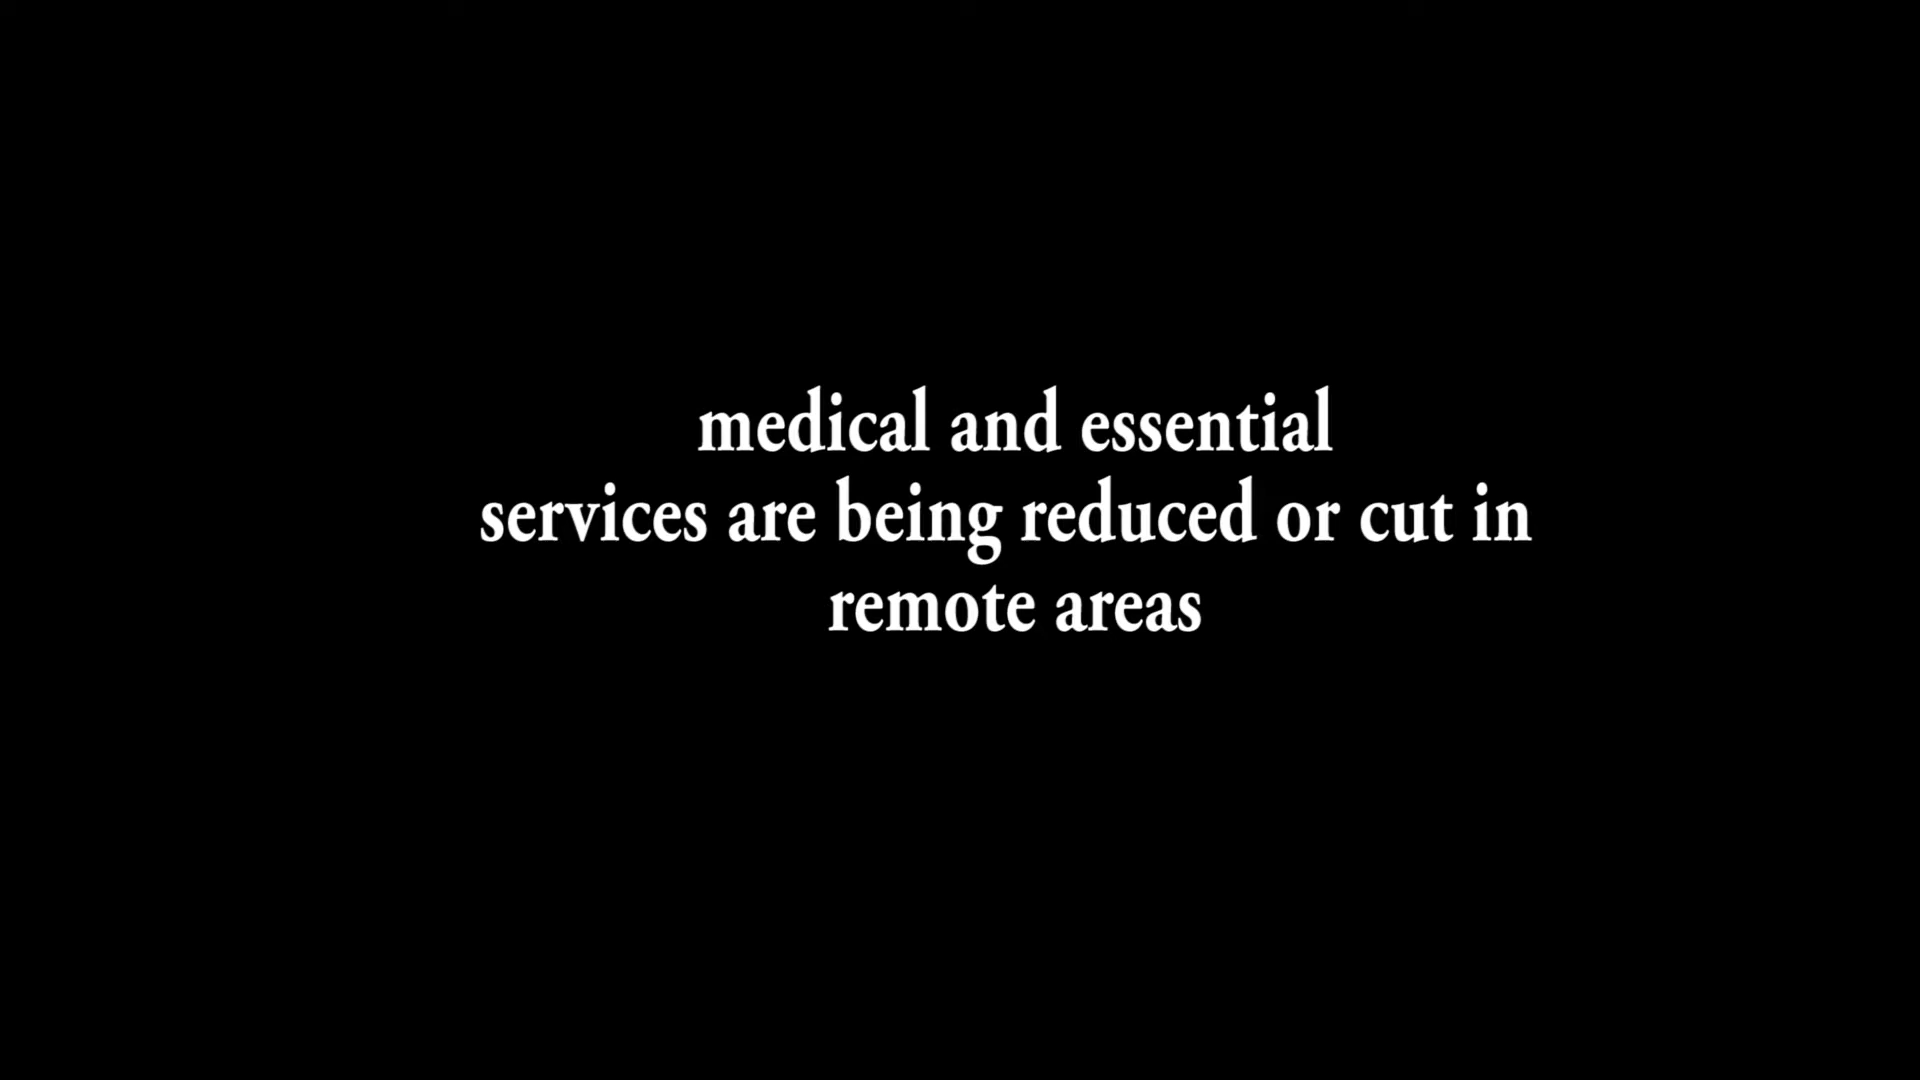 medical and essential
services are being reduced or cut in
remote areas